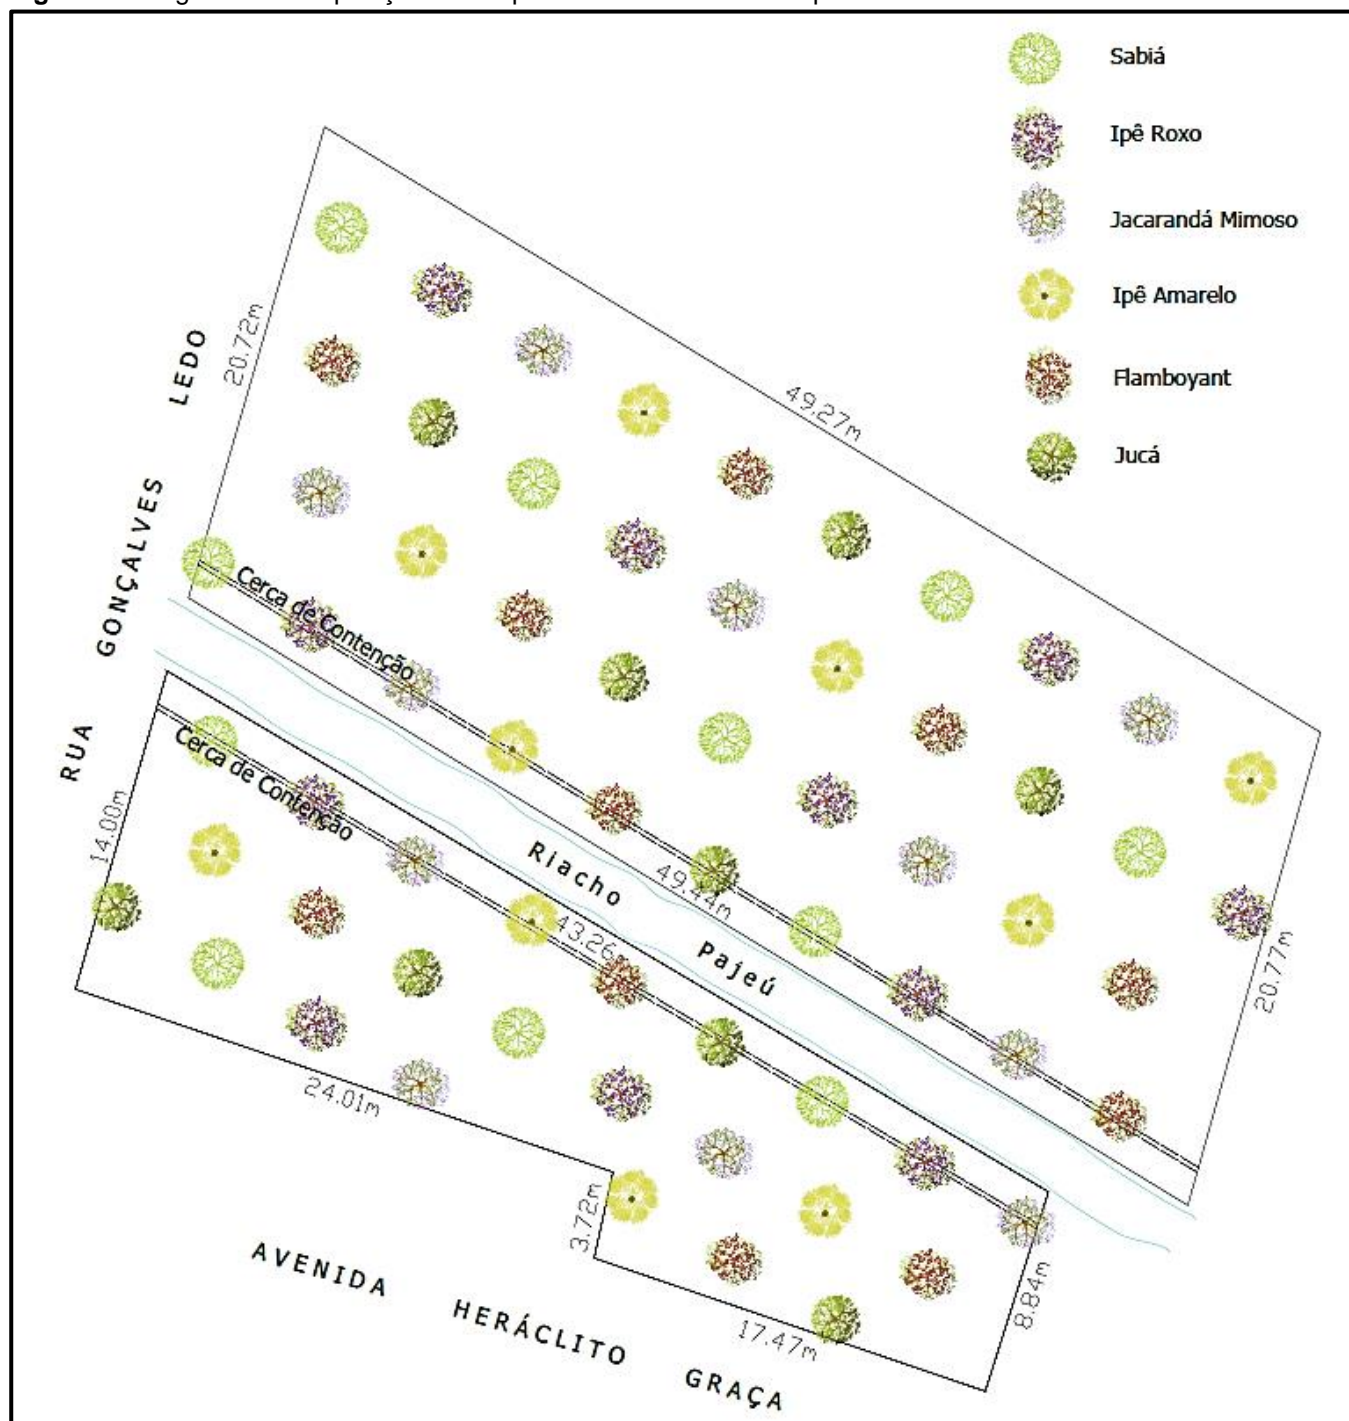 Sabiá
Ipê Roxo
Jacarandá Mimoso
Ipê Amarelo
Flamboyant
Jucá
49.27m
20.72m
RUA GONÇALVES LEDO
Cerca de Contenção
Cerca de Contenção
14.00m
Riacho Pajeú
49.44m
43.26
20.77m
24.01m
3.72m
17.47m
8.84m
AVENIDA HERÁCLITO GRAÇA